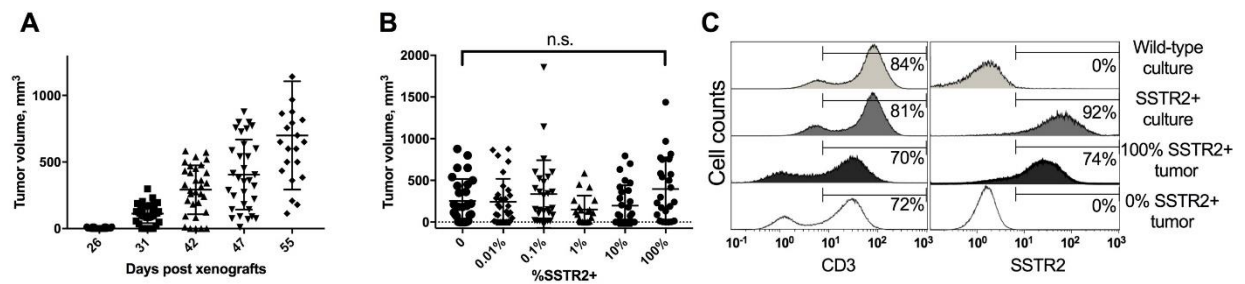 A
Tumor volume, mm³
1000
500
0
26
31
42
47
55
Days post xenografts
B
n.s.
Tumor volume, mm³
2000
1500
1000
500
0
0
0.01%
0.1%
1%
10%
100%
%SSTR2+
C
Cell counts
84%
0%
Wild-type
culture
81%
92%
SSTR2+
culture
70%
74%
100% SSTR2+
tumor
72%
0%
0% SSTR2+
tumor
10⁻¹ 10⁰ 10¹ 10² 10³
10⁰ 10¹ 10² 10³
CD3
SSTR2